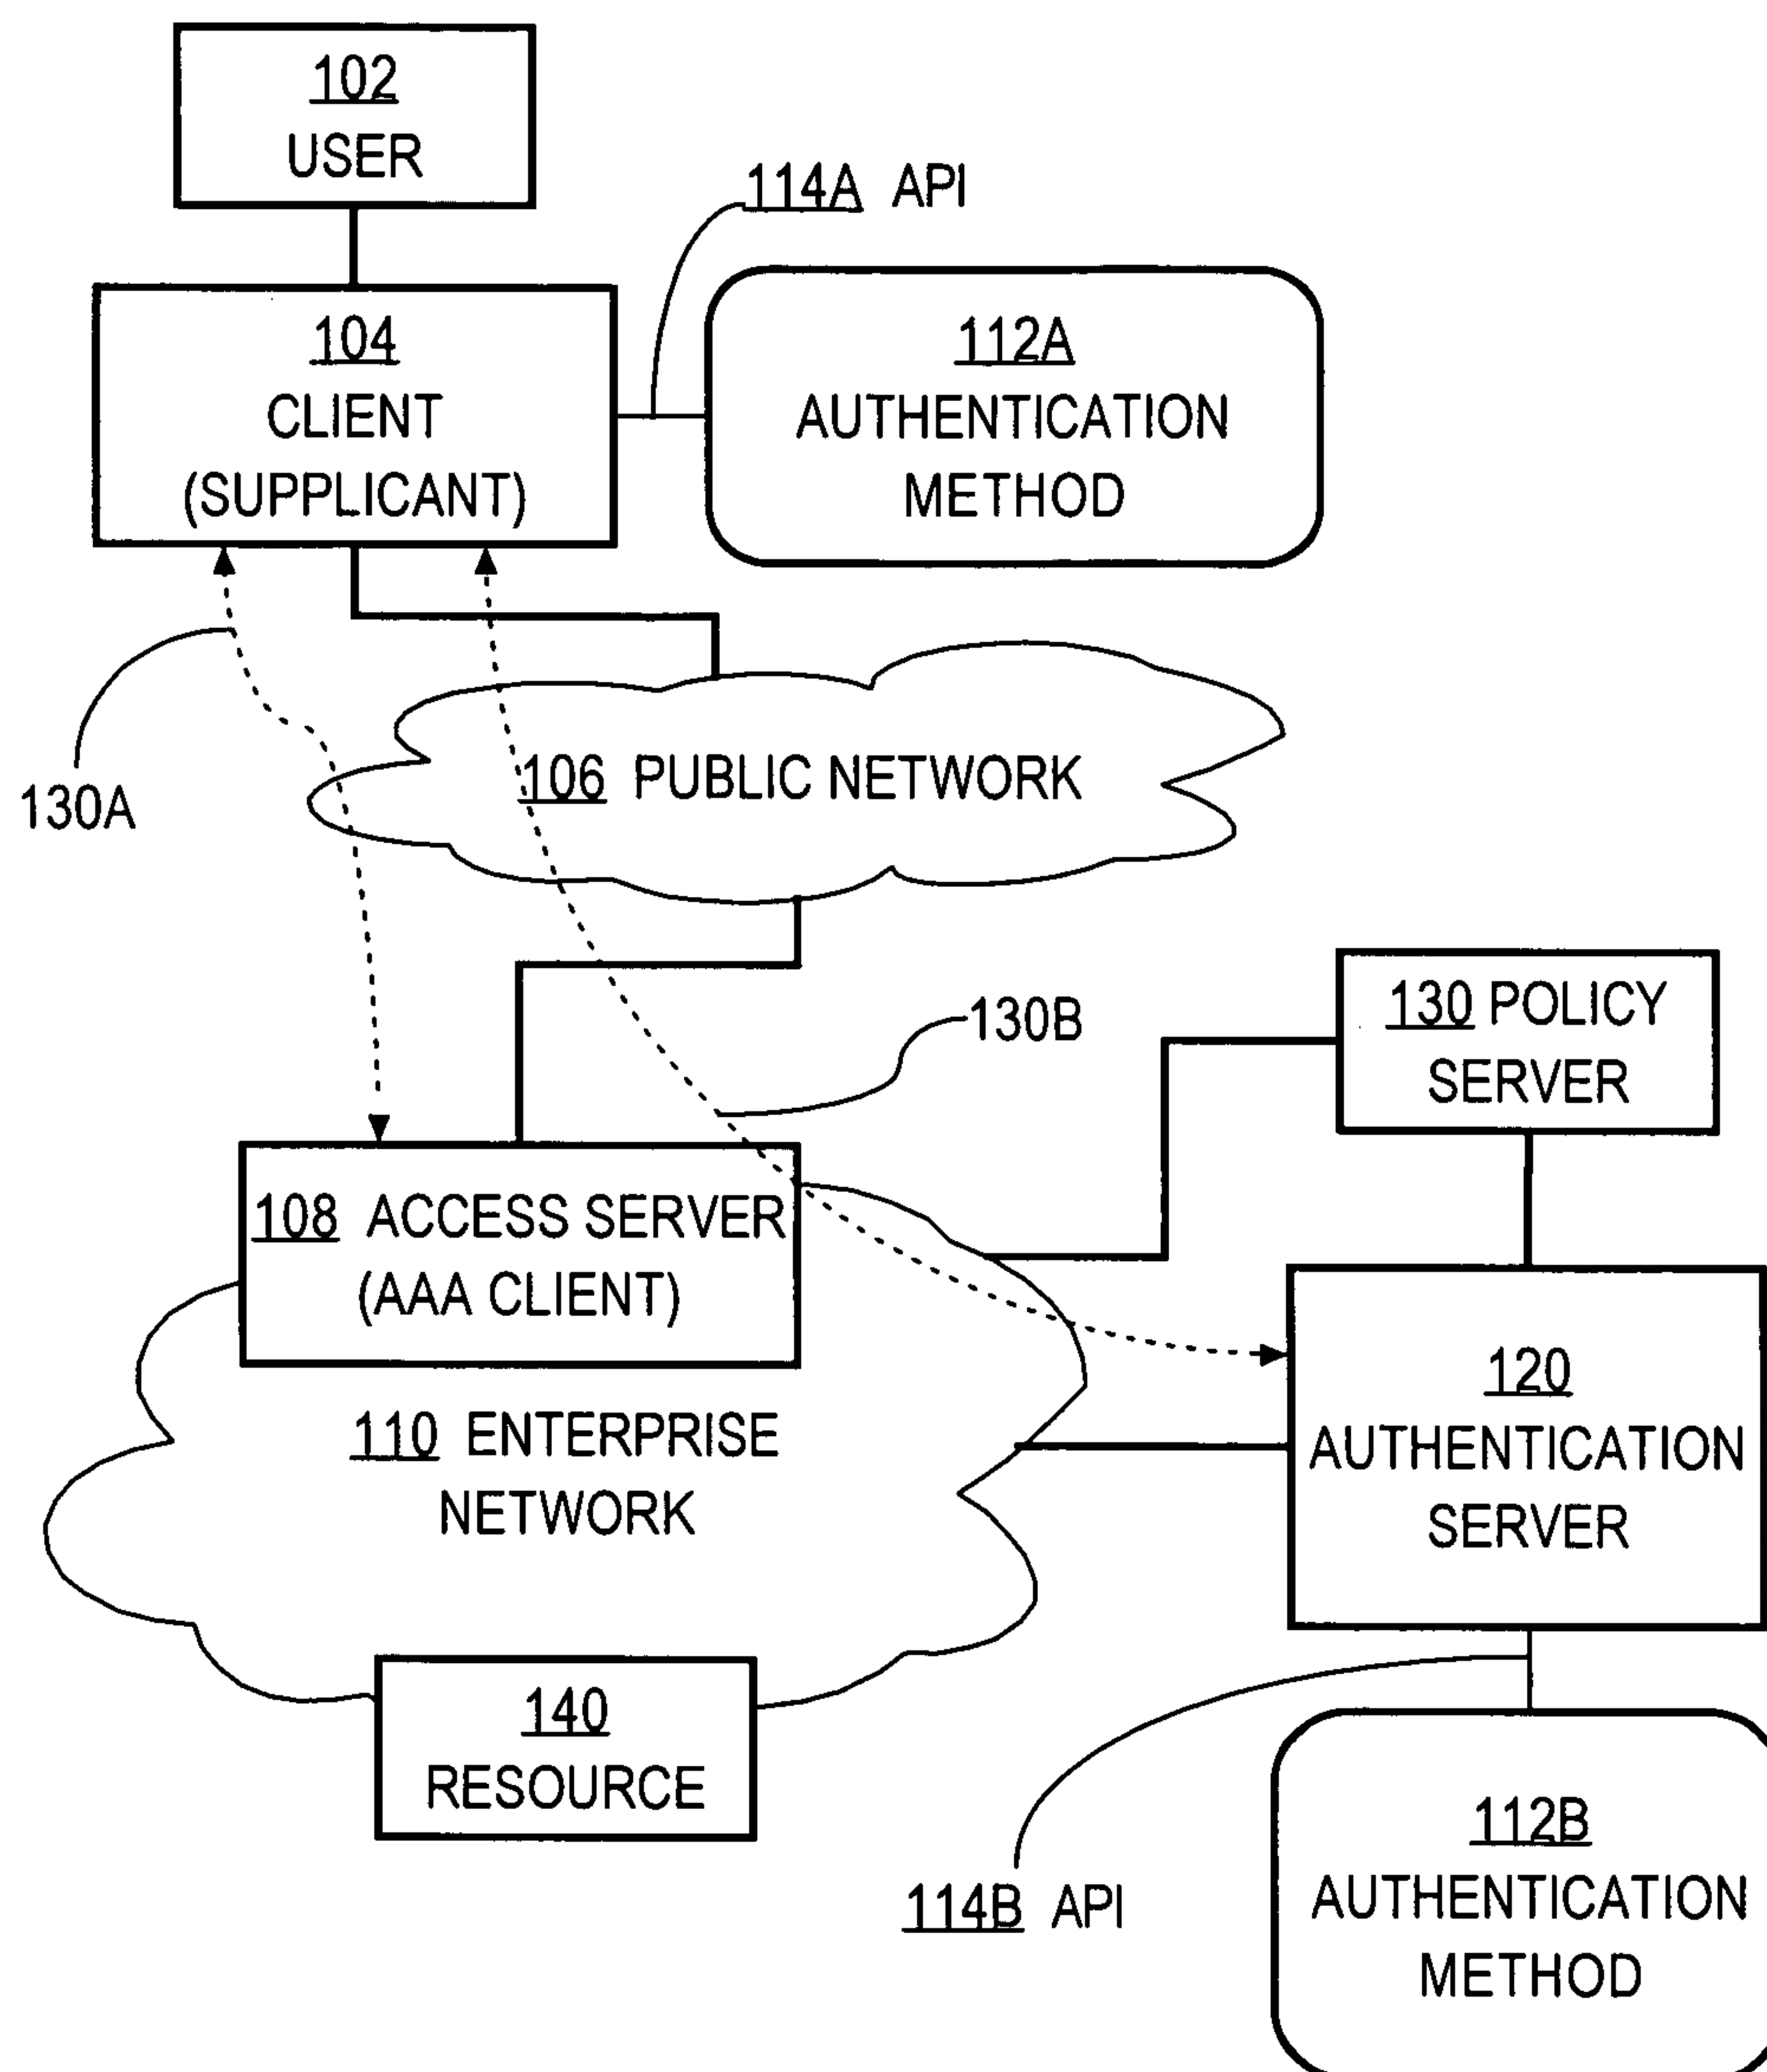 102
USER
114A API
104
CLIENT
(SUPPLICANT)
112A
AUTHENTICATION
METHOD
106 PUBLIC NETWORK
130A
130B
130 POLICY
SERVER
108 ACCESS SERVER
(AAA CLIENT)
110 ENTERPRISE
NETWORK
120
AUTHENTICATION
SERVER
140
RESOURCE
114B API
112B
AUTHENTICATION
METHOD